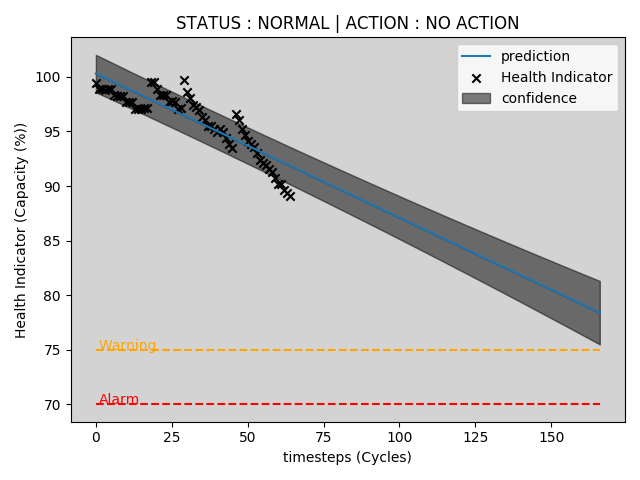 STATUS : NORMAL | ACTION : NO ACTION
prediction
Health Indicator
confidence
Health Indicator (Capacity (%))
100
95
90
85
80
75
70
Warning
Alarm
0
25
50
75
100
125
150
timesteps (Cycles)